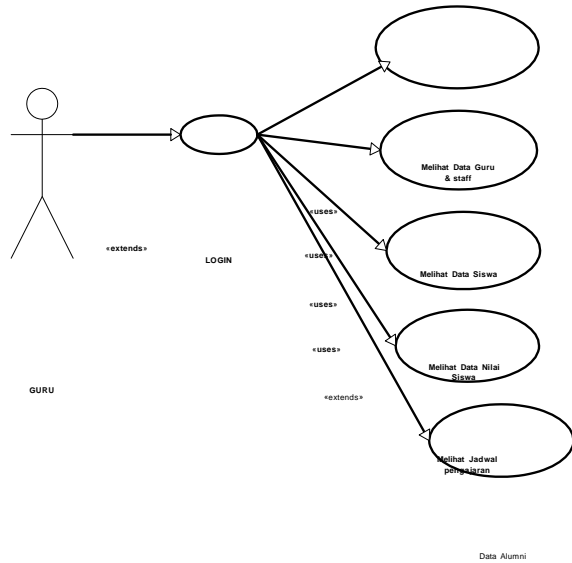 Melihat Data Guru
& staff
«uses»
«extends»
LOGIN
«uses»
Melihat Data Siswa
«uses»
«uses»
Melihat Data Nilai
Siswa
GURU
«extends»
Melihat Jadwal
pengajaran
Data Alumni